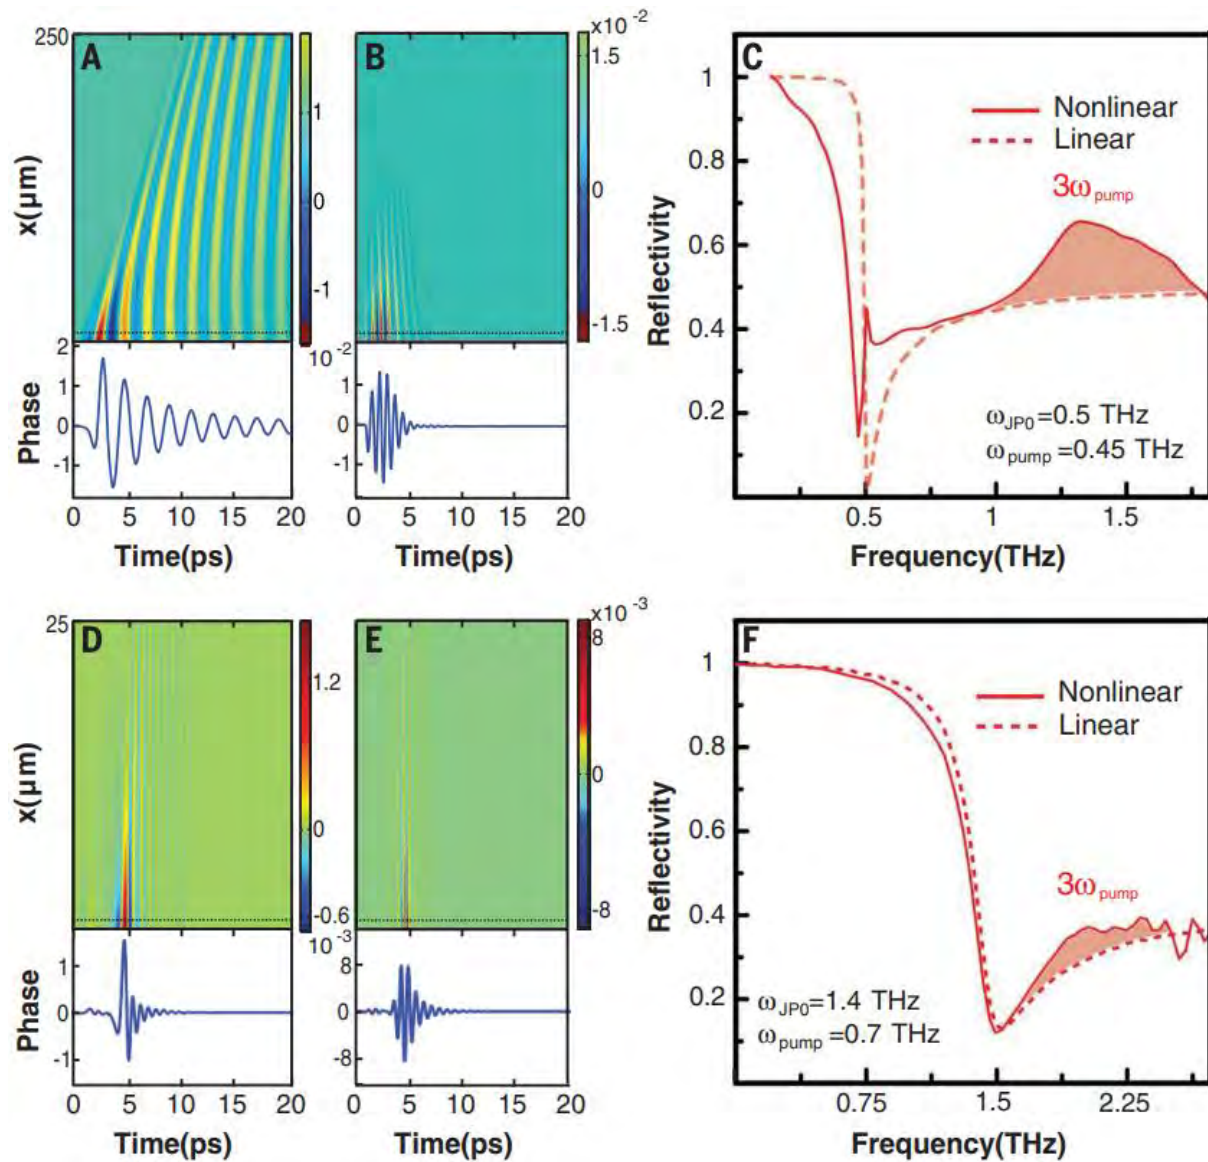 250
A
x(μm)
1
0
-1
B
x10 -2
1.5
0
-1.5
Phase
2
1
0
-1
10 -2
1
0
-1
0 5 10 15 20
Time(ps)
0 5 10 15 20
Time(ps)
C
Reflectivity
1
0.8
0.6
0.4
0.2
Nonlinear
Linear
3ωpump
ωJP0=0.5 THz
ωpump =0.45 THz
0.5 1 1.5
Frequency(THz)
25
D
x(μm)
1.2
0
-0.6
E
x10 -3
8
0
-8
Phase
1
0
-1
10 -3
8
0
-8
0 5 10 15 20
Time(ps)
0 5 10 15 20
Time(ps)
F
Reflectivity
1
0.8
0.6
0.4
0.2
Nonlinear
Linear
3ωpump
ωJP0=1.4 THz
ωpump =0.7 THz
0.75 1.5 2.25
Frequency(THz)